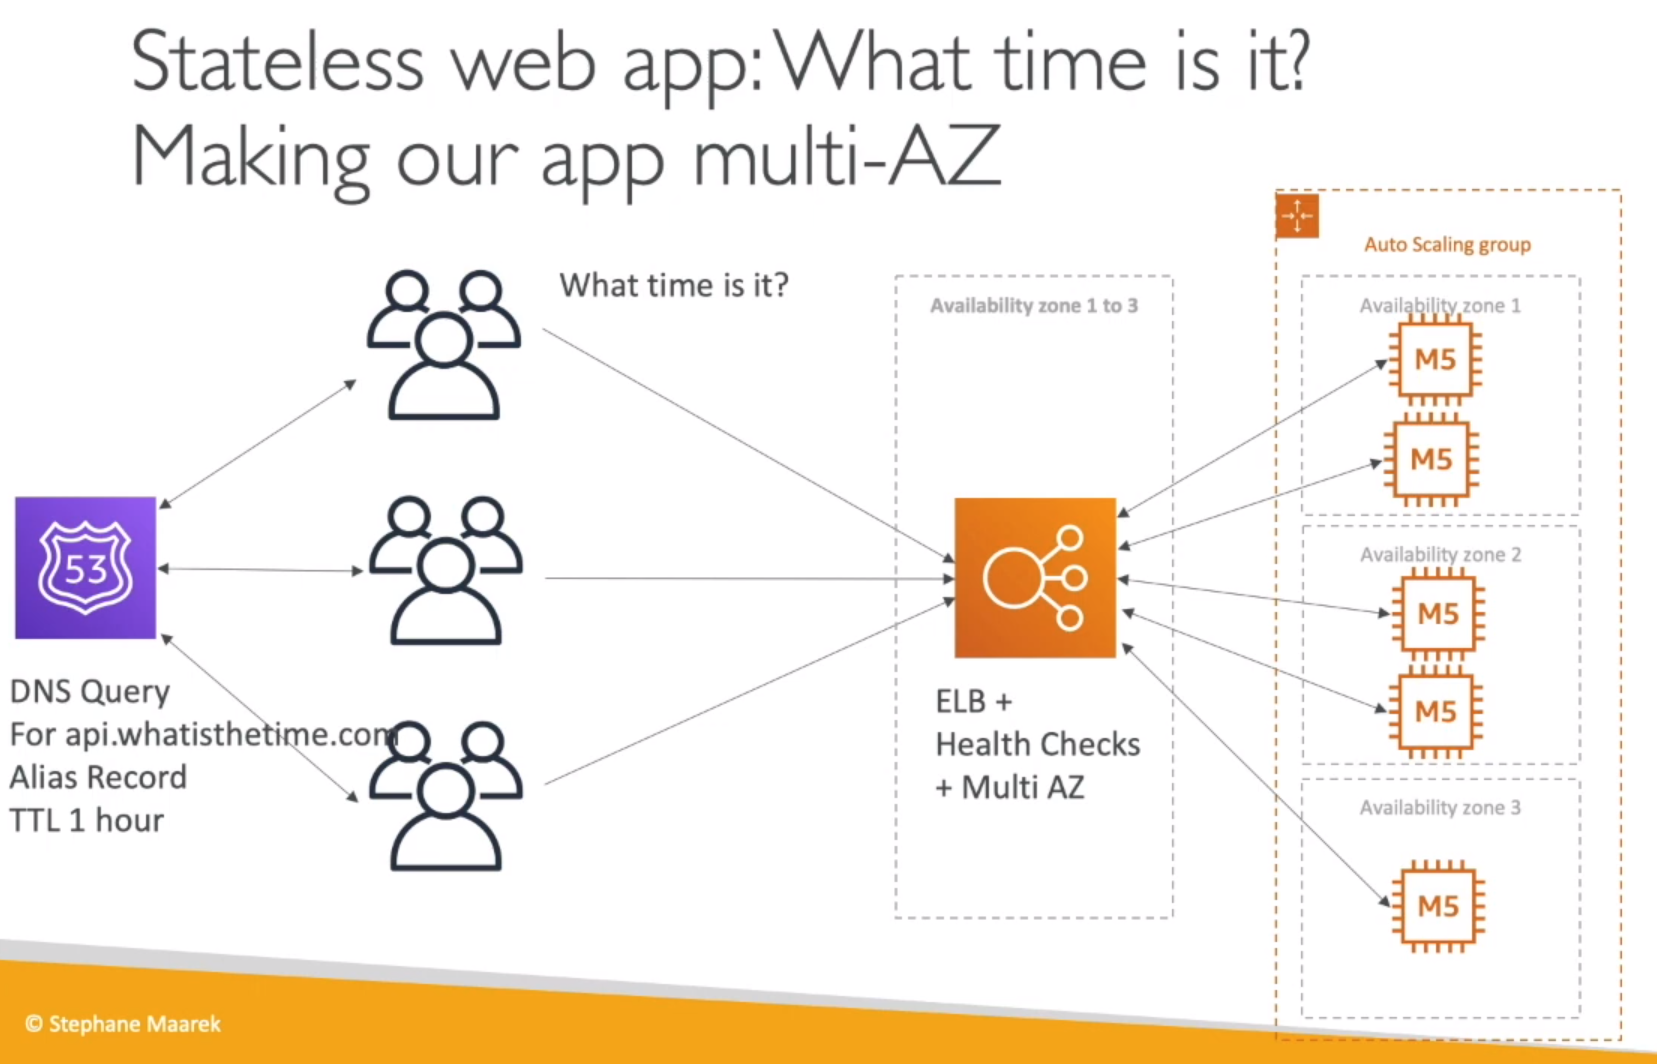 Stateless web app: What time is it?
Making our app multi-AZ
What time is it?
53
DNS Query
For api.whatisthetime.com
Alias Record
TTL 1 hour
Availability zone 1 to 3
ELB +
Health Checks
+ Multi AZ
Auto Scaling group
Availability zone 1
M5
M5
Availability zone 2
M5
M5
Availability zone 3
M5
© Stephane Maarek